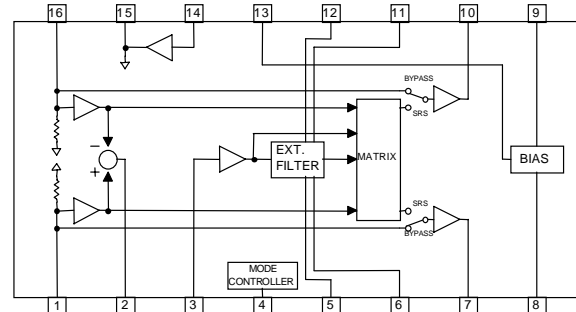 16 15 14 13 12 11 10 9
BYPASS
SRS
−
+
EXT.
FILTER
MATRIX
BIAS
SRS
BYPASS
MODE
CONTROLLER
1 2 3 4 5 6 7 8